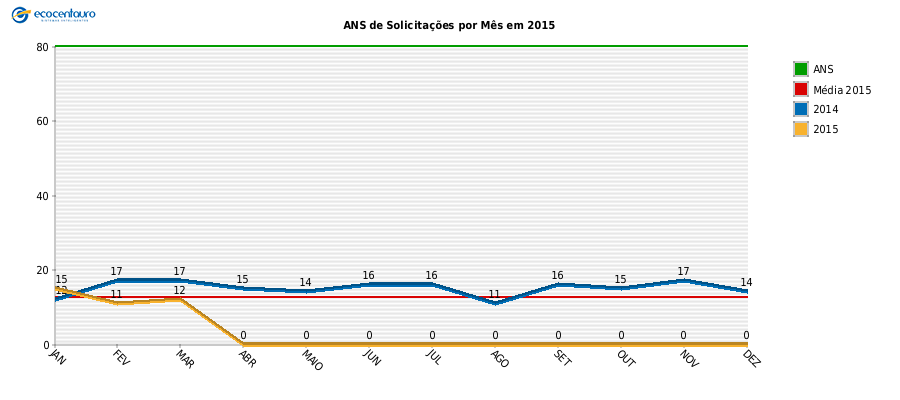 ecocentauro
ANS de Solicitações por Mês em 2015
80
60
40
20
0
ANS
Média 2015
2014
2015
15 17 17 15 14 16 16 11 16 15 17 14
12 11 12 0 0 0 0 0 0 0 0 0
JAN FEV MAR ABR MAIO JUN JUL AGO SET OUT NOV DEZ